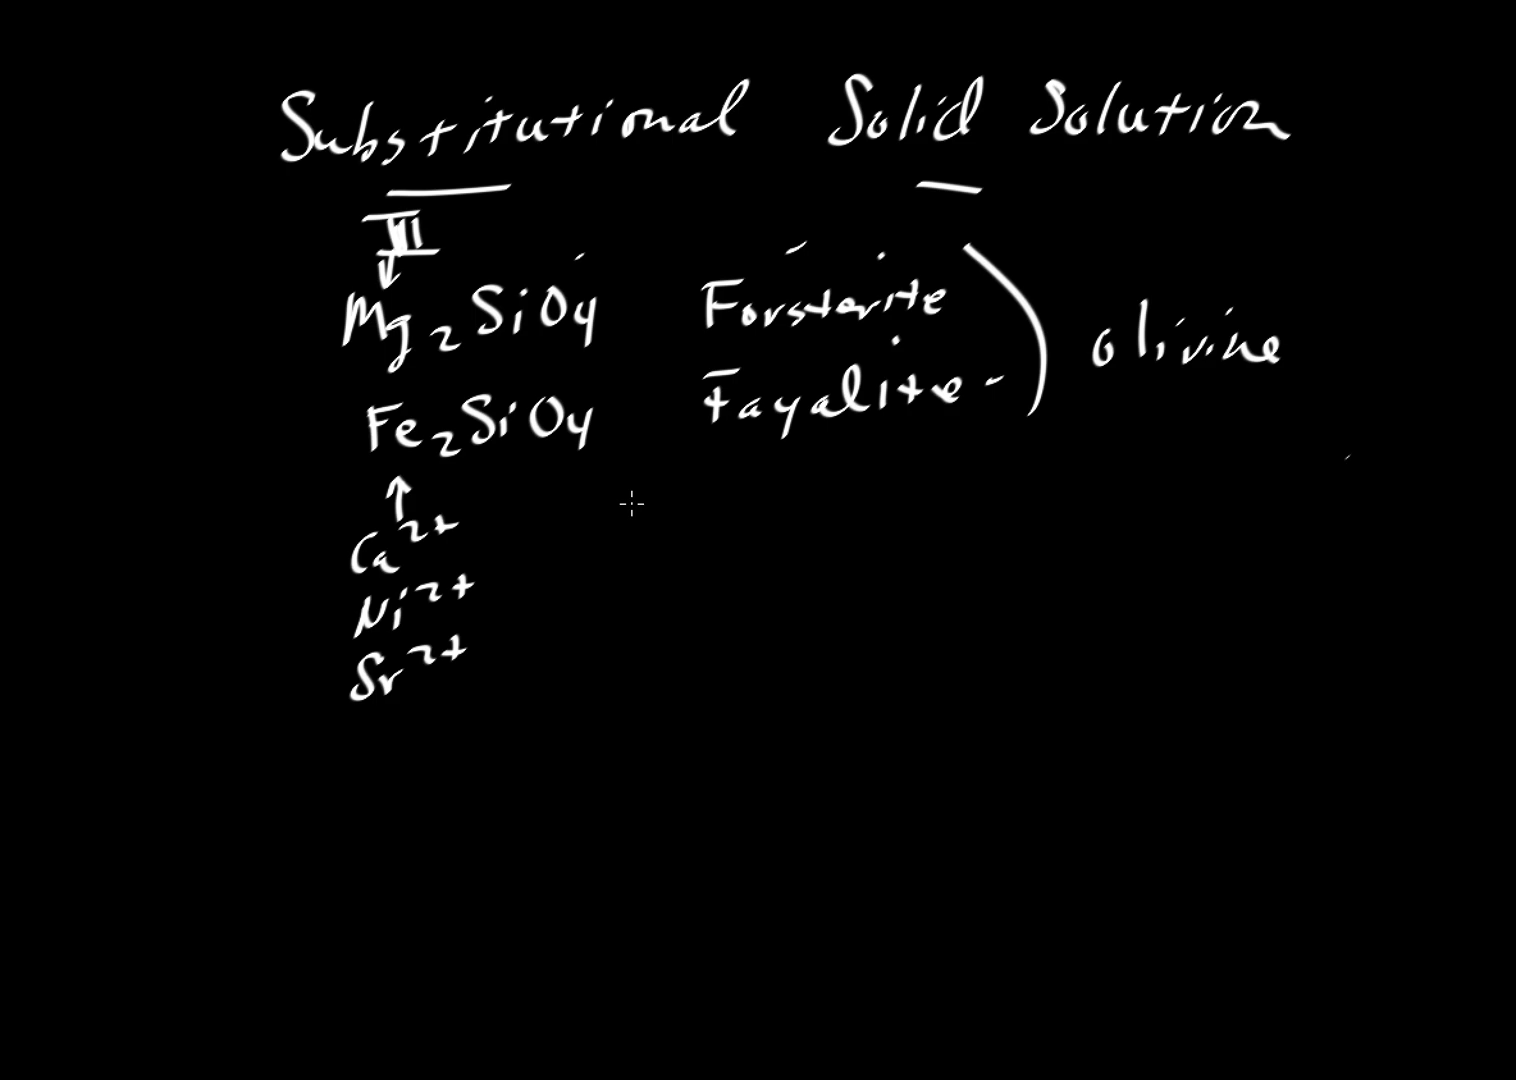 Substitutional Solid Solution
VI
Mg₂SiO₄ Forsterite
Fe₂SiO₄ Fayalite - olivine
↑
Ca²⁺
Ni²⁺
Sr²⁺